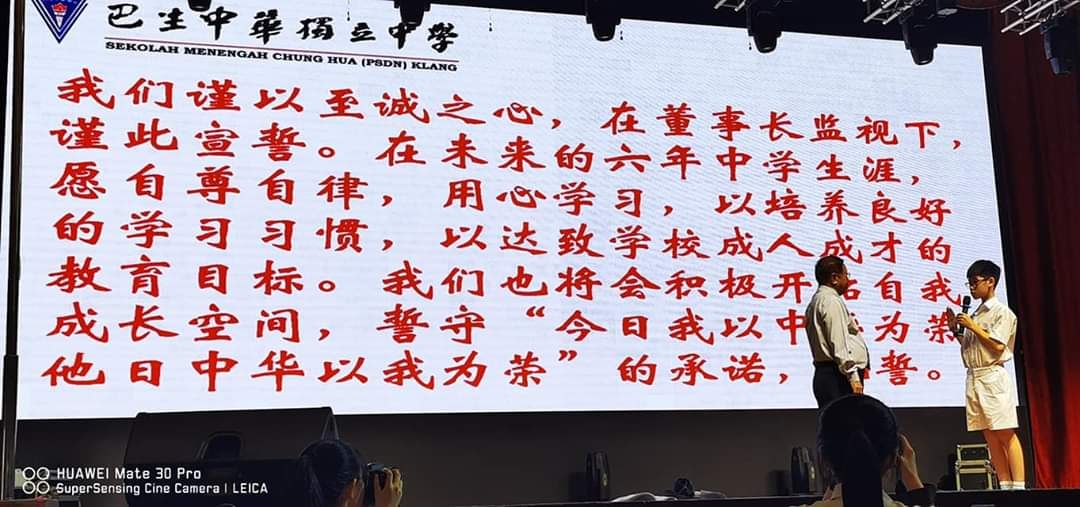 巴生中華獨立中學
SEKOLAH MENENGAH CHUNG HUA (PSDN) KLANG
我们谨以至诚之心，在董事长监视下，
谨此宣誓。在未来的六年中学生涯，
愿自尊自律，用心学习，以培养良好
的学习习惯，以达致学校成人成才的
教育目标。我们也将会积极开自我
成长空间，誓守“今日我以中为荣
他日中华以我为荣”的承诺，誓。
HUAWEI Mate 30 Pro
SuperSensing Cine Camera | LEICA